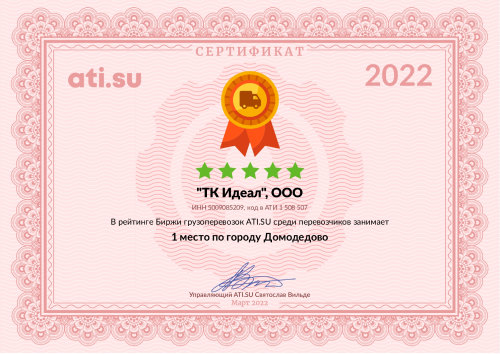 СЕРТИФИКАТ
ati.su
2022
"ТК Идеал", ООО
ИНН 5009085209, код в АТИ 1 508 507
В рейтинге Биржи грузоперевозок ATI.SU среди перевозчиков занимает
1 место по городу Домодедово
Управляющий ATI.SU Святослав Вильде
Март 2022